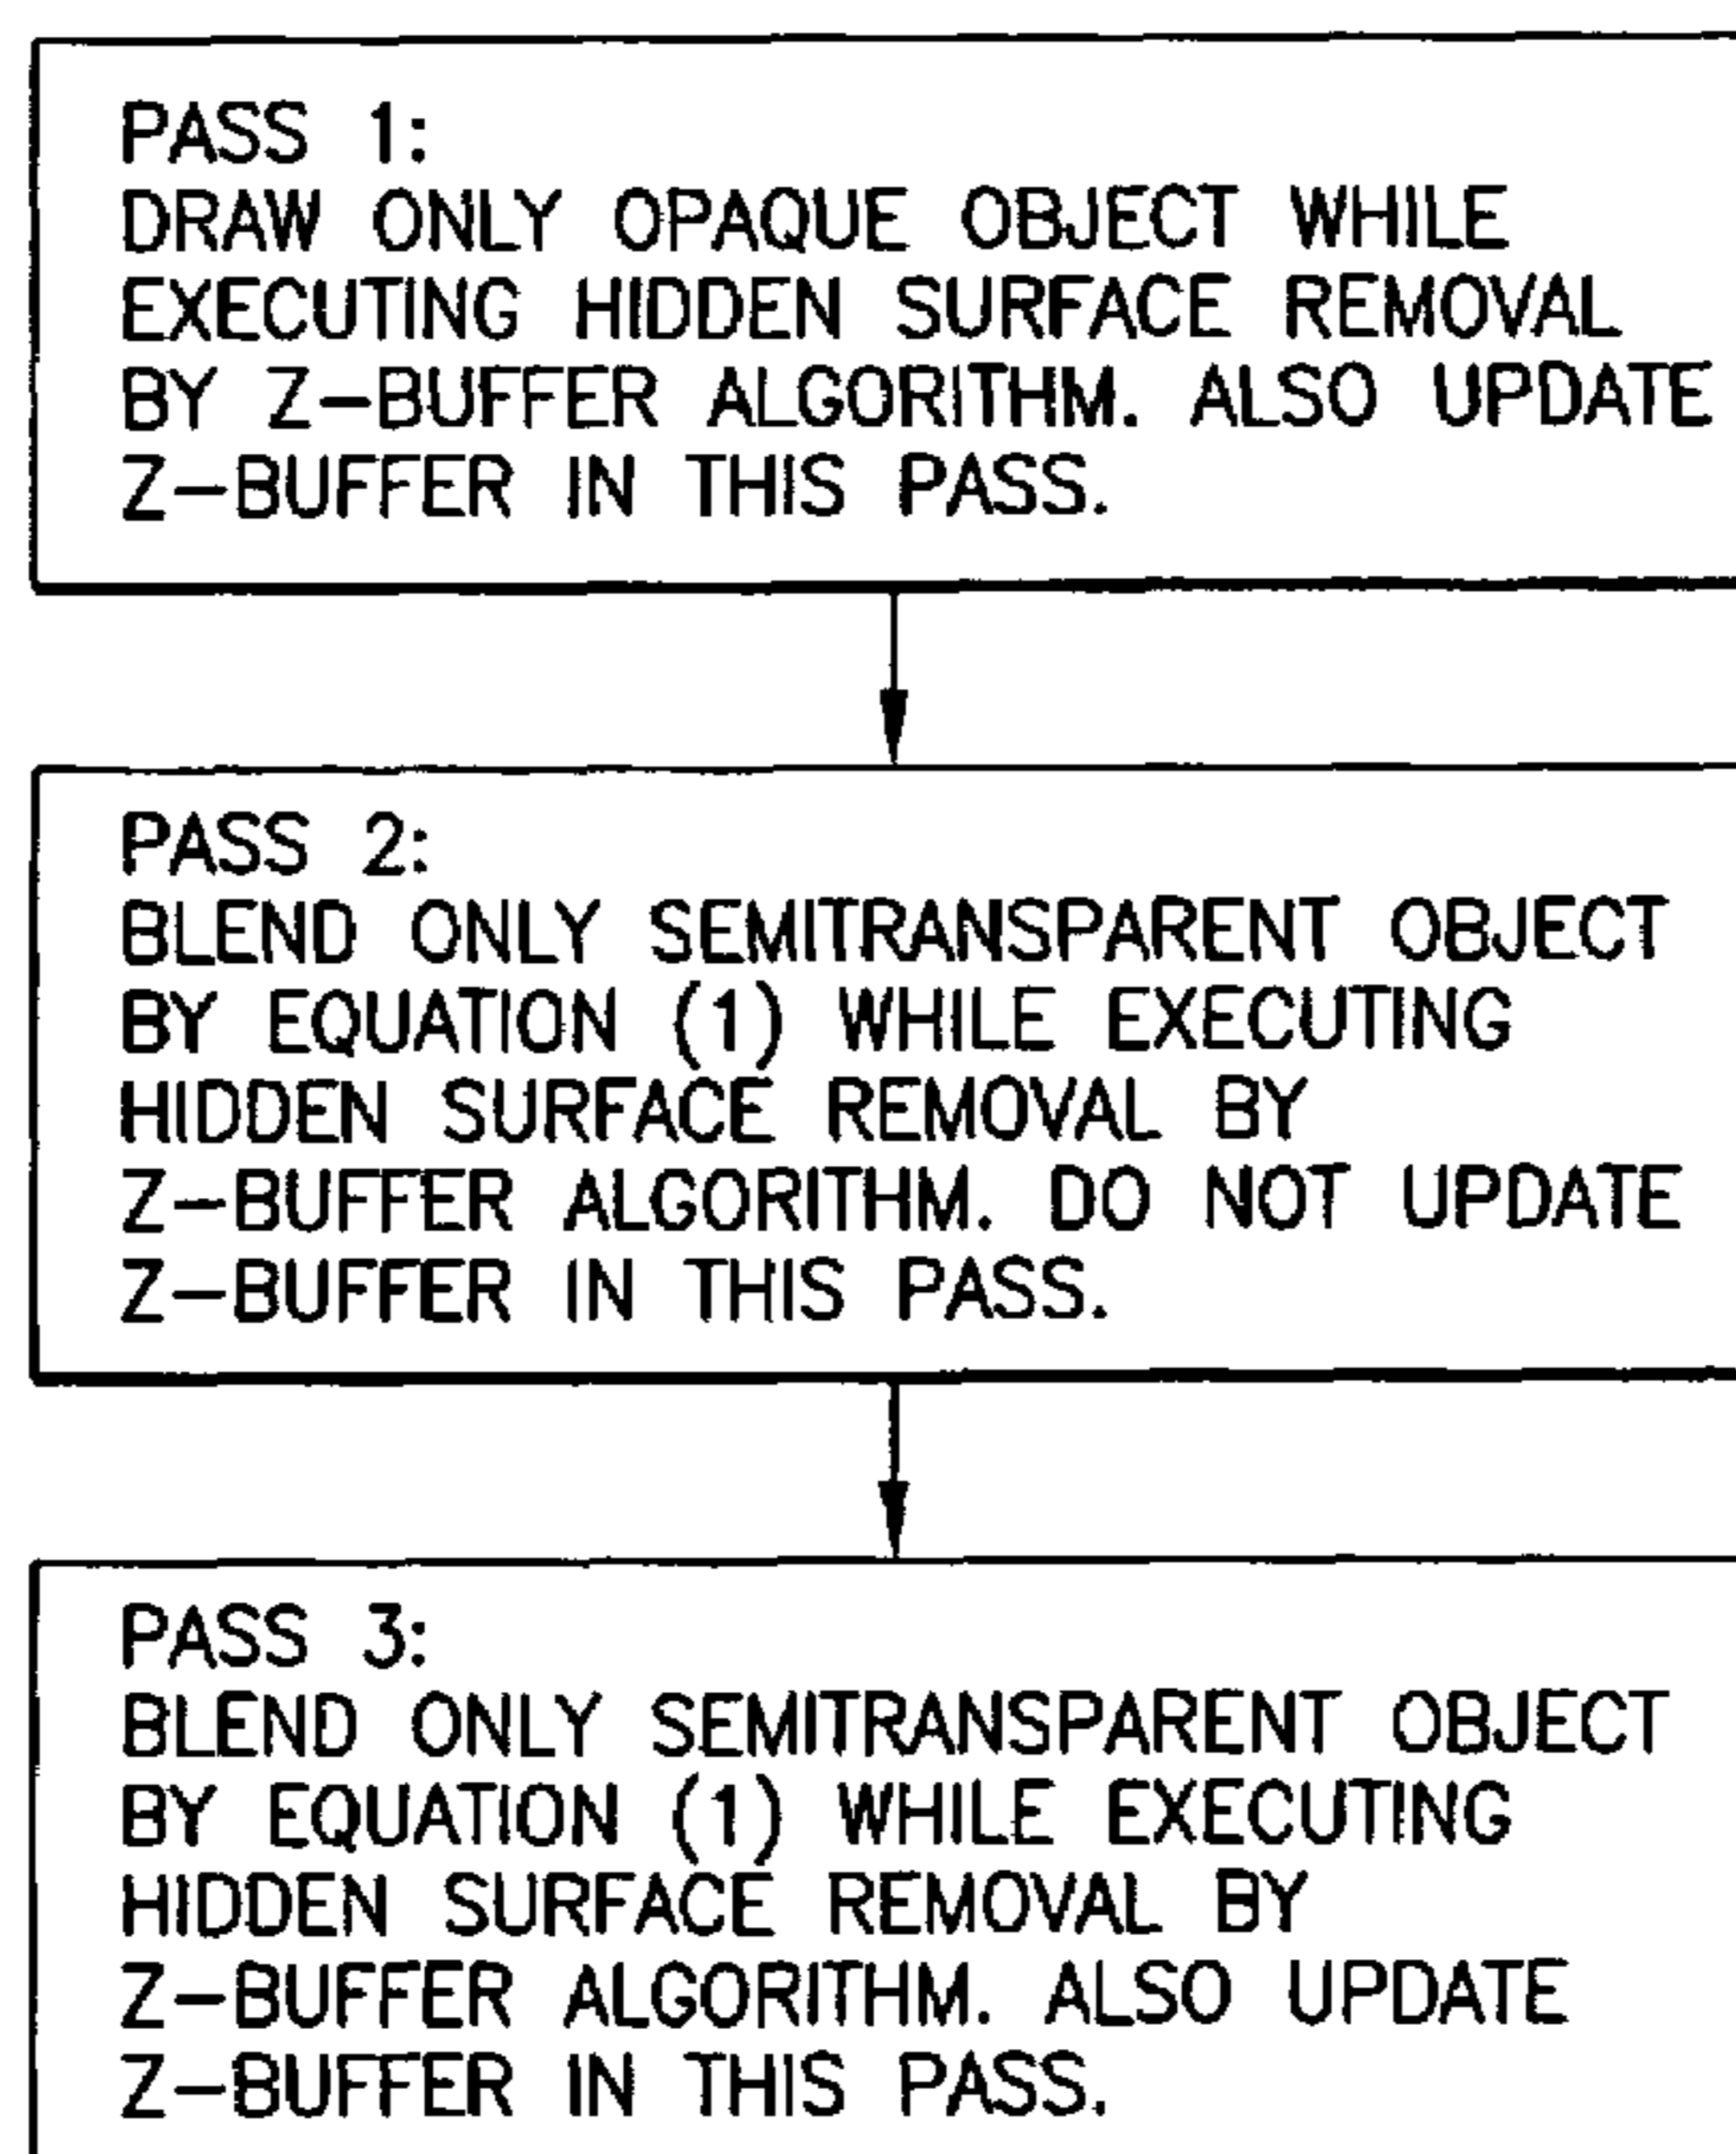 PASS 1:
DRAW ONLY OPAQUE OBJECT WHILE
EXECUTING HIDDEN SURFACE REMOVAL
BY Z-BUFFER ALGORITHM. ALSO UPDATE
Z-BUFFER IN THIS PASS.
PASS 2:
BLEND ONLY SEMITRANSPARENT OBJECT
BY EQUATION (1) WHILE EXECUTING
HIDDEN SURFACE REMOVAL BY
Z-BUFFER ALGORITHM. DO NOT UPDATE
Z-BUFFER IN THIS PASS.
PASS 3:
BLEND ONLY SEMITRANSPARENT OBJECT
BY EQUATION (1) WHILE EXECUTING
HIDDEN SURFACE REMOVAL BY
Z-BUFFER ALGORITHM. ALSO UPDATE
Z-BUFFER IN THIS PASS.